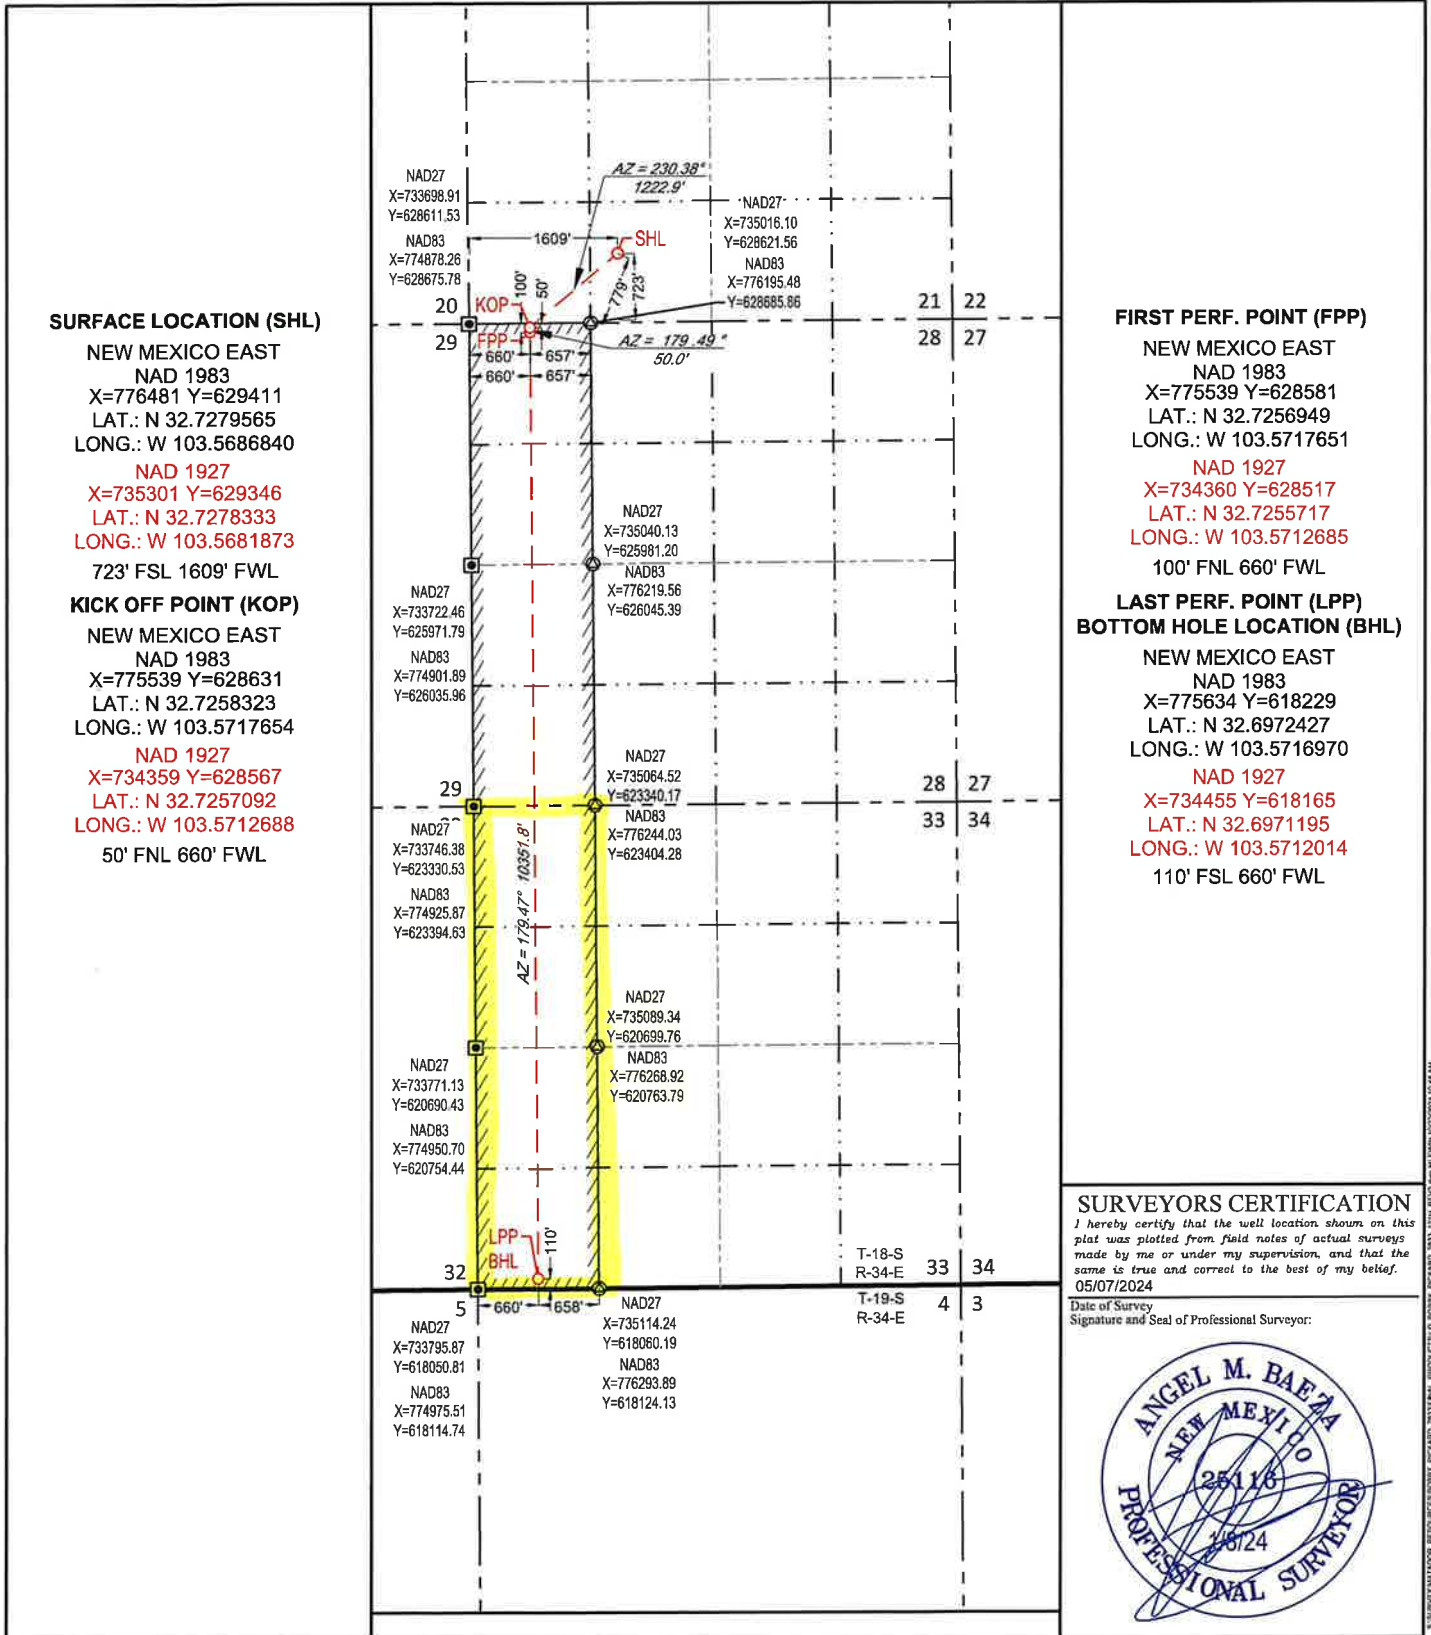 SURFACE LOCATION (SHL)
NEW MEXICO EAST
NAD 1983
X=776481 Y=629411
LAT.: N 32.7279565
LONG.: W 103.5686840
NAD 1927
X=735301 Y=629346
LAT.: N 32.7278333
LONG.: W 103.5681873
723' FSL 1609' FWL
KICK OFF POINT (KOP)
NEW MEXICO EAST
NAD 1983
X=775539 Y=628631
LAT.: N 32.7258323
LONG.: W 103.5717654
NAD 1927
X=734359 Y=628567
LAT.: N 32.7257092
LONG.: W 103.5712688
50' FNL 660' FWL
NAD27
X=733698.91
Y=628611.53
NAD83
X=774878.26
Y=628675.78
AZ = 230.38°
1222.9'
NAD27
X=735016.10
Y=628621.56
NAD83
X=776195.48
Y=628685.86
1609'
SHL
100'
50'
779'
723'
20
KOP
21 22
29
FPP
28 27
660' 657'
660' 657'
AZ = 179.49 °
50.0'
NAD27
X=735040.13
Y=625981.20
NAD83
X=776219.56
Y=626045.39
NAD27
X=733722.46
Y=625971.79
NAD83
X=774901.89
Y=626035.96
NAD27
X=735064.52
Y=623340.17
NAD83
X=776244.03
Y=623404.28
29
28 27
33 34
NAD27
X=733746.38
Y=623330.53
NAD83
X=774925.87
Y=623394.63
AZ = 179.47° 10351.8'
NAD27
X=735089.34
Y=620699.76
NAD83
X=776268.92
Y=620763.79
NAD27
X=733771.13
Y=620690.43
NAD83
X=774950.70
Y=620754.44
LPP
BHL
110'
32
T-18-S
R-34-E
33 34
5
660' 658'
T-19-S
R-34-E
4 3
NAD27
X=735114.24
Y=618060.19
NAD83
X=776293.89
Y=618124.13
NAD27
X=733795.87
Y=618050.81
NAD83
X=774975.51
Y=618114.74
FIRST PERF. POINT (FPP)
NEW MEXICO EAST
NAD 1983
X=775539 Y=628581
LAT.: N 32.7256949
LONG.: W 103.5717651
NAD 1927
X=734360 Y=628517
LAT.: N 32.7255717
LONG.: W 103.5712685
100' FNL 660' FWL
LAST PERF. POINT (LPP)
BOTTOM HOLE LOCATION (BHL)
NEW MEXICO EAST
NAD 1983
X=775634 Y=618229
LAT.: N 32.6972427
LONG.: W 103.5716970
NAD 1927
X=734455 Y=618165
LAT.: N 32.6971195
LONG.: W 103.5712014
110' FSL 660' FWL
SURVEYORS CERTIFICATION
I hereby certify that the well location shown on this
plat was plotted from field notes of actual surveys
made by me or under my supervision, and that the
same is true and correct to the best of my belief.
05/07/2024
Date of Survey
Signature and Seal of Professional Surveyor:
ANGEL M. BAEZA
NEW MEXICO
25116
PROFESSIONAL SURVEYOR